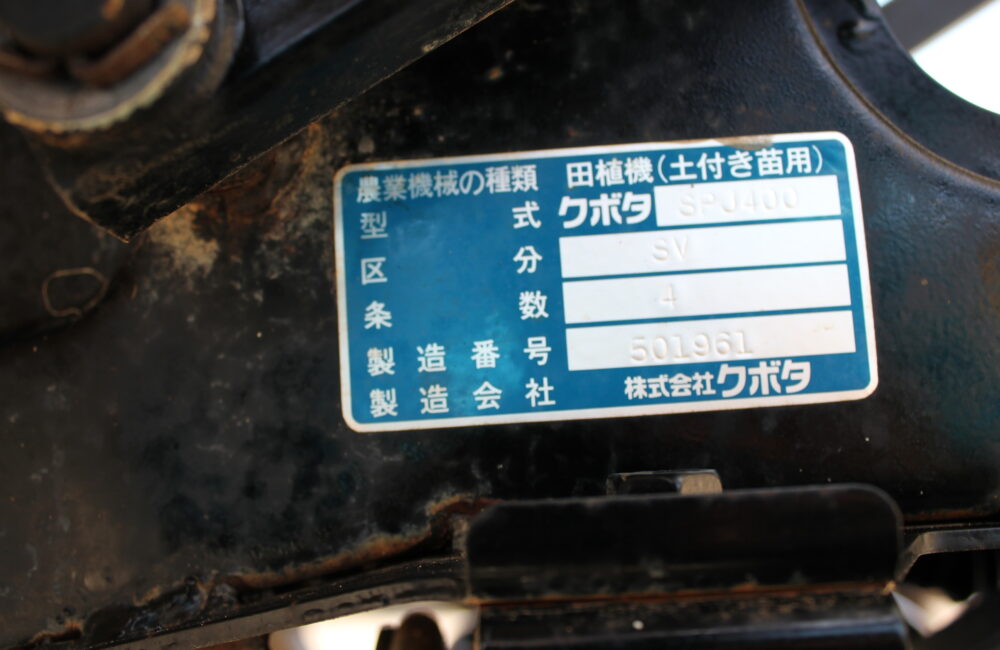 農業機械の種類 田植機(土付き苗用)
型式 クボタ SPJ400
区分 SV
条数 4
製造番号 501961
製造会社 株式会社クボタ